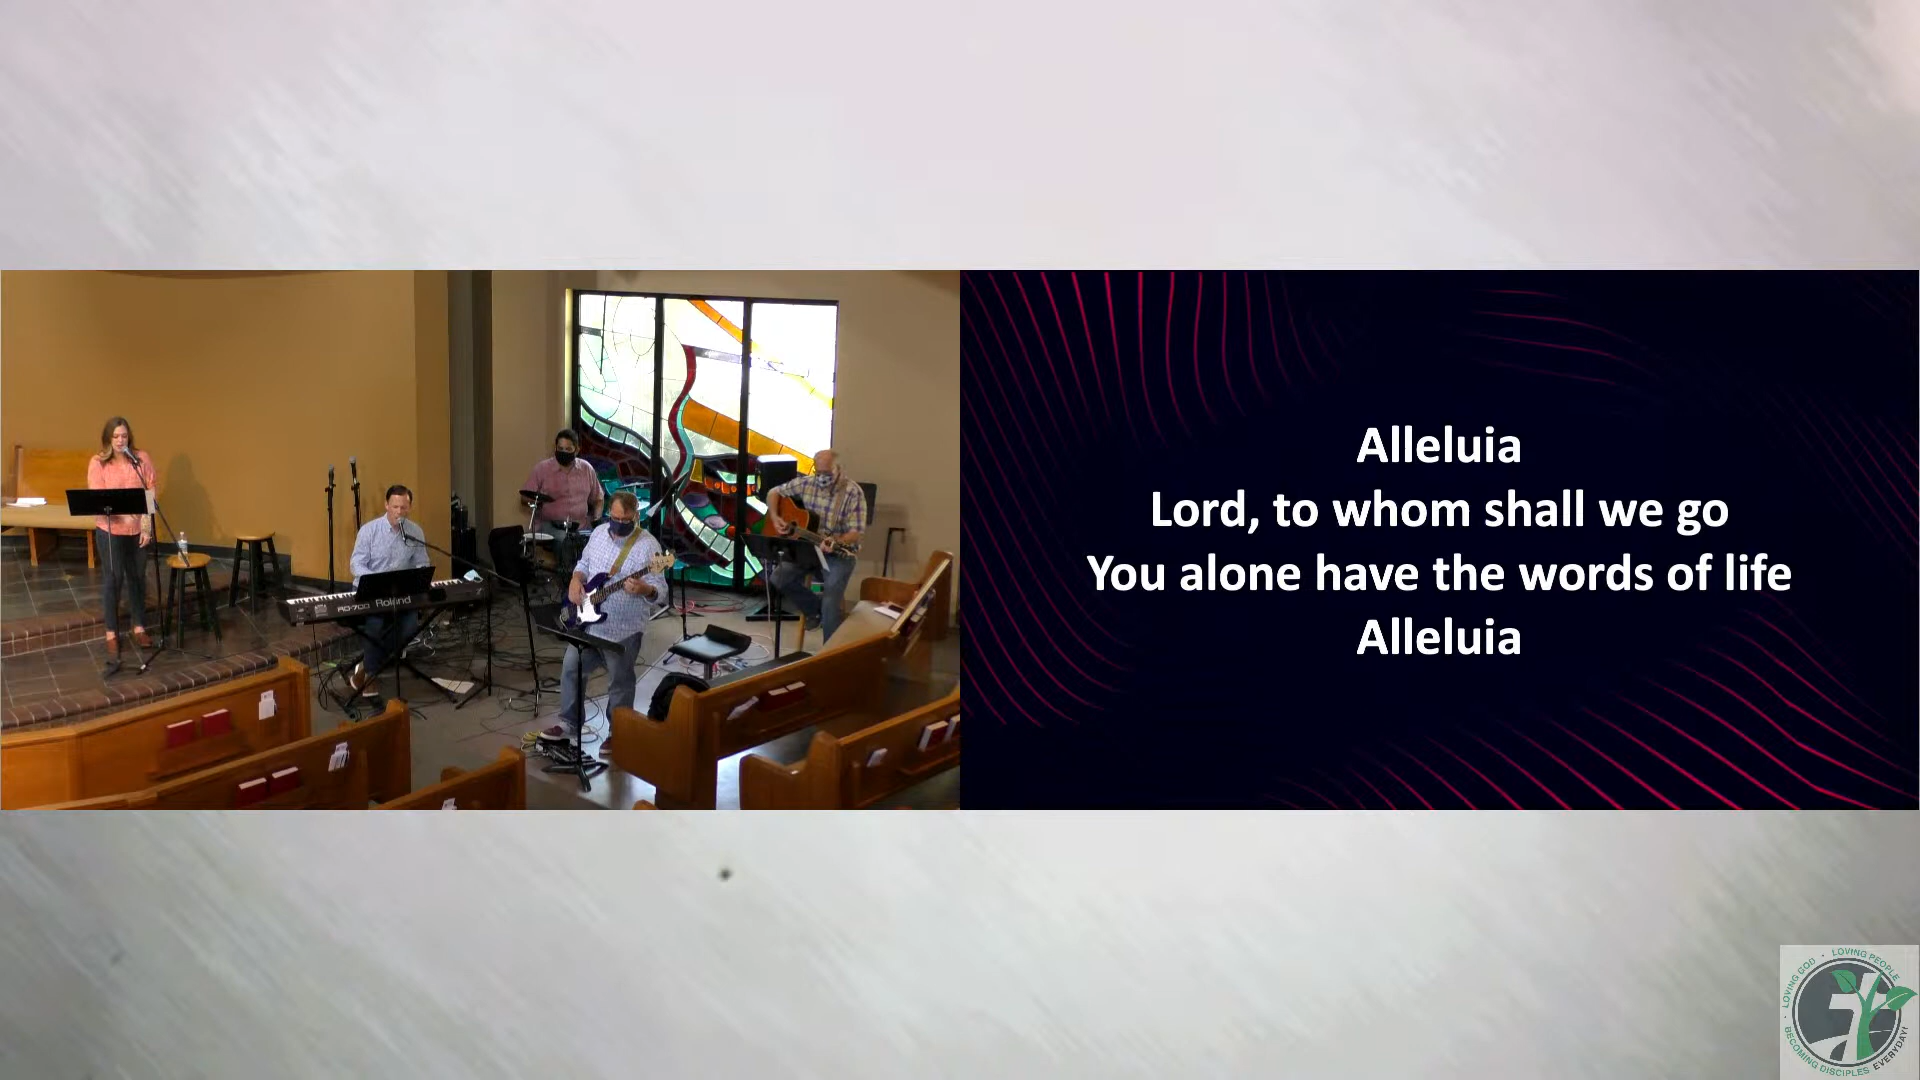 Alleluia
Lord, to whom shall we go
You alone have the words of life
Alleluia
RD-700 Roland
LOVING GOD • LOVING PEOPLE • BECOMING DISCIPLES EVERYDAY!